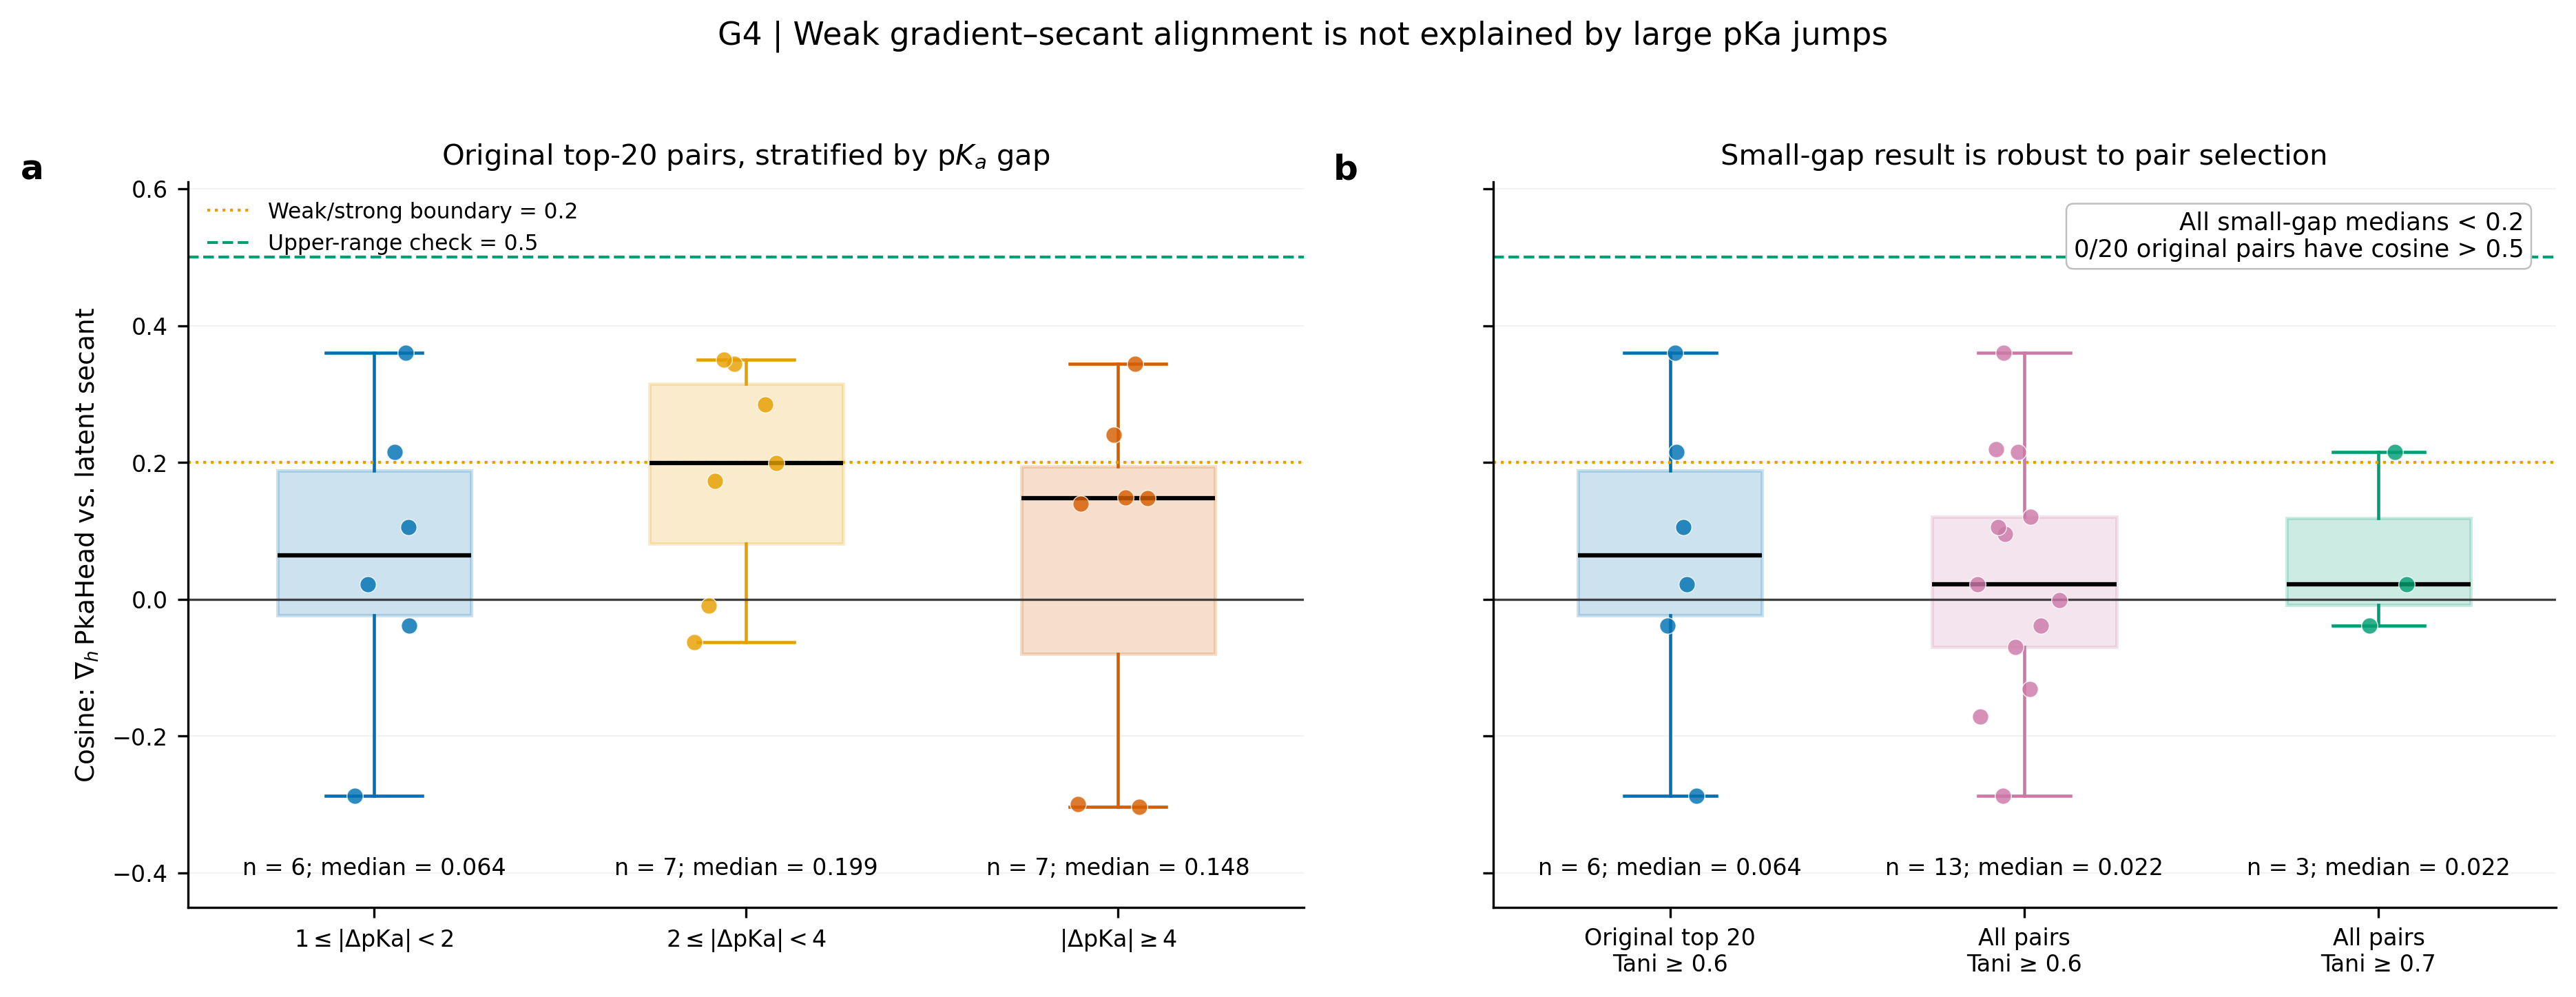 G4 | Weak gradient–secant alignment is not explained by large pKa jumps
a
Original top-20 pairs, stratified by pKₐ gap
Weak/strong boundary = 0.2
Upper-range check = 0.5
Cosine: ∇ₕ PkaHead vs. latent secant
0.6
0.4
0.2
0.0
−0.2
−0.4
n = 6; median = 0.064
n = 7; median = 0.199
n = 7; median = 0.148
1 ≤ |ΔpKa| < 2
2 ≤ |ΔpKa| < 4
|ΔpKa| ≥ 4
b
Small-gap result is robust to pair selection
All small-gap medians < 0.2
0/20 original pairs have cosine > 0.5
n = 6; median = 0.064
n = 13; median = 0.022
n = 3; median = 0.022
Original top 20
Tani ≥ 0.6
All pairs
Tani ≥ 0.6
All pairs
Tani ≥ 0.7